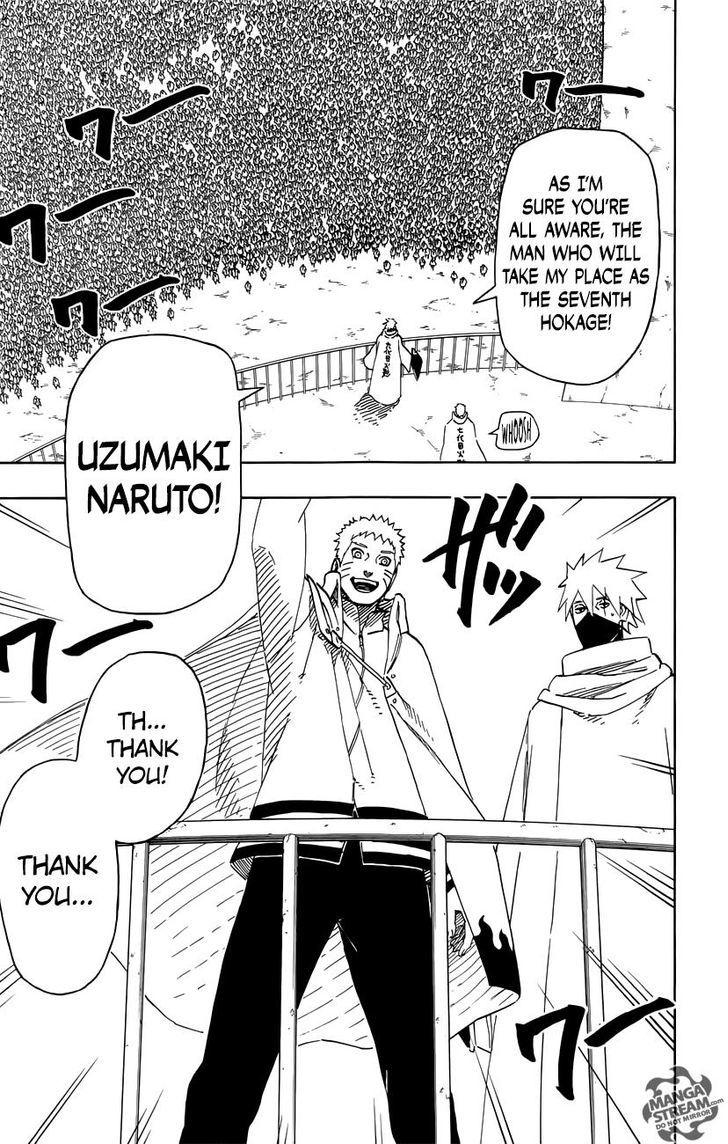 ワー
ワー
ワー
ワー
AS I'M
SURE YOU'RE
ALL AWARE, THE
MAN WHO WILL
TAKE MY PLACE AS
THE SEVENTH
HOKAGE!
WHOOSH
UZUMAKI
NARUTO!
ザッ
ワー
TH...
THANK
YOU!
THANK
YOU...
ワー
MANGA
STREAM.com
DO NOT MIRROR